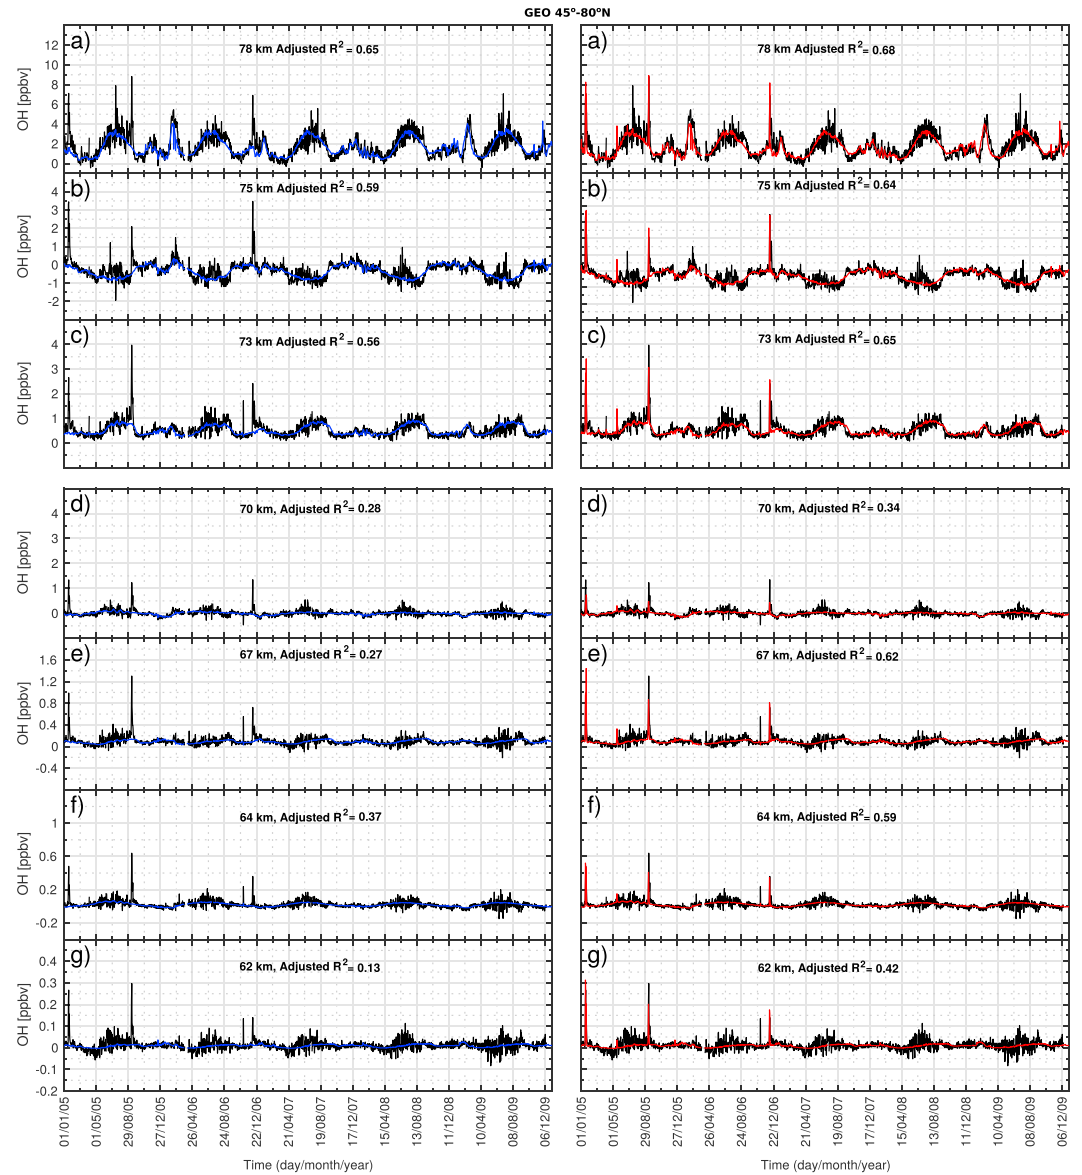 GEO 45°-80°N
a)
78 km Adjusted R2 = 0.65
OH [ppbv]
12
10
8
6
4
2
0
b)
75 km Adjusted R2 = 0.59
OH [ppbv]
4
3
2
1
0
-1
-2
c)
73 km Adjusted R2 = 0.56
OH [ppbv]
4
3
2
1
0
d)
70 km, Adjusted R2 = 0.28
OH [ppbv]
4
3
2
1
0
e)
67 km, Adjusted R2 = 0.27
OH [ppbv]
1.6
1.2
0.8
0.4
0
-0.4
f)
64 km, Adjusted R2 = 0.37
OH [ppbv]
1
0.6
0.2
-0.2
g)
62 km, Adjusted R2 = 0.13
OH [ppbv]
0.4
0.3
0.2
0.1
0
-0.1
-0.2
01/01/05
01/05/05
29/08/05
27/12/05
26/04/06
24/08/06
22/12/06
21/04/07
19/08/07
17/12/07
15/04/08
13/08/08
11/12/08
10/04/09
08/08/09
06/12/09
Time (day/month/year)
a)
78 km Adjusted R2 = 0.68
b)
75 km Adjusted R2 = 0.64
c)
73 km Adjusted R2 = 0.65
d)
70 km, Adjusted R2 = 0.34
e)
67 km, Adjusted R2 = 0.62
f)
64 km, Adjusted R2 = 0.59
g)
62 km, Adjusted R2 = 0.42
01/01/05
01/05/05
29/08/05
27/12/05
26/04/06
24/08/06
22/12/06
21/04/07
19/08/07
17/12/07
15/04/08
13/08/08
11/12/08
10/04/09
08/08/09
06/12/09
Time (day/month/year)